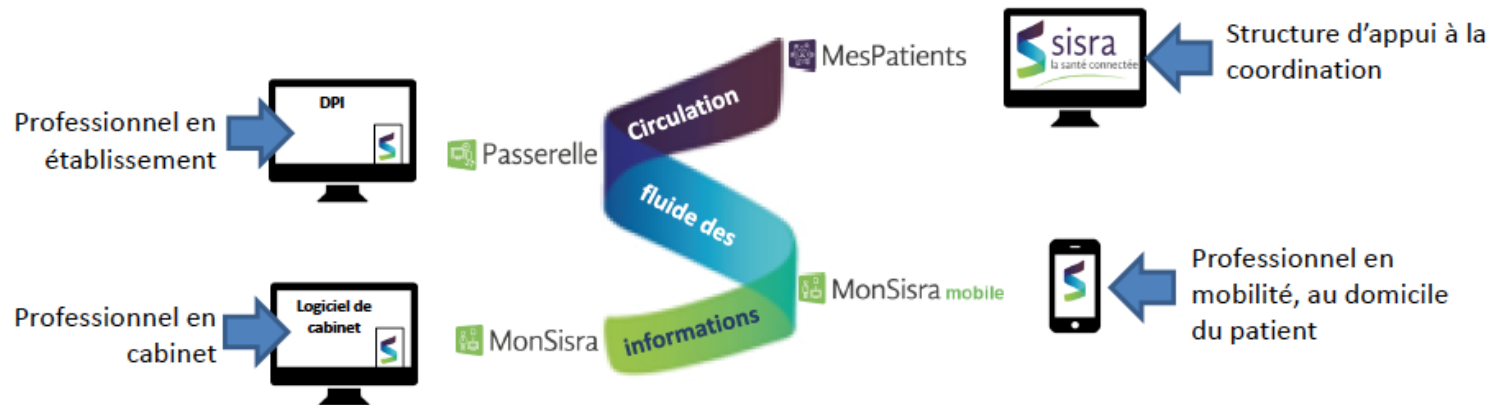 Professionnel en
établissement
DPI
Passerelle
Circulation
fluide des
informations
MesPatients
sisra
la santé connectée
Structure d'appui à la
coordination
Professionnel en
cabinet
Logiciel de
cabinet
MonSisra
MonSisra mobile
Professionnel en
mobilité, au domicile
du patient